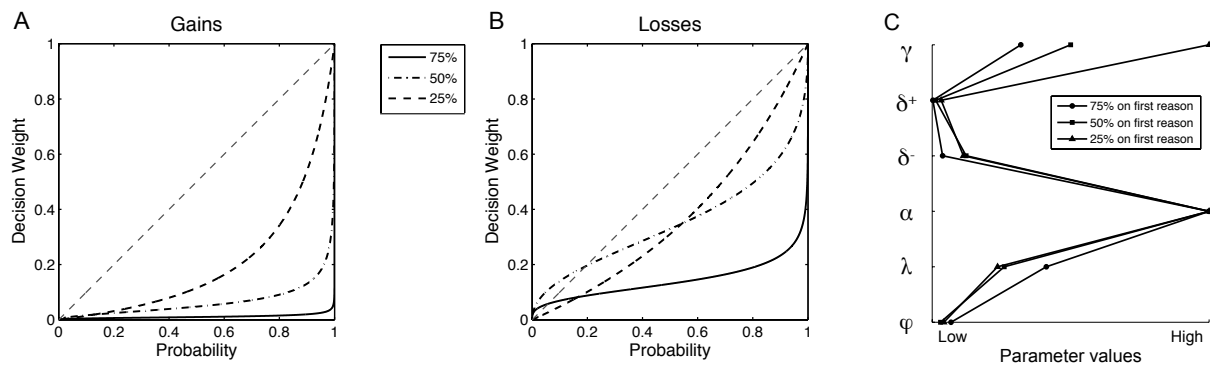 A
Gains
Decision Weight
1
0.8
0.6
0.4
0.2
0
0 0.2 0.4 0.6 0.8 1
Probability
75%
50%
25%
B
Losses
Decision Weight
1
0.8
0.6
0.4
0.2
0
0 0.2 0.4 0.6 0.8 1
Probability
C
γ
δ+
δ-
α
λ
φ
75% on first reason
50% on first reason
25% on first reason
Low High
Parameter values